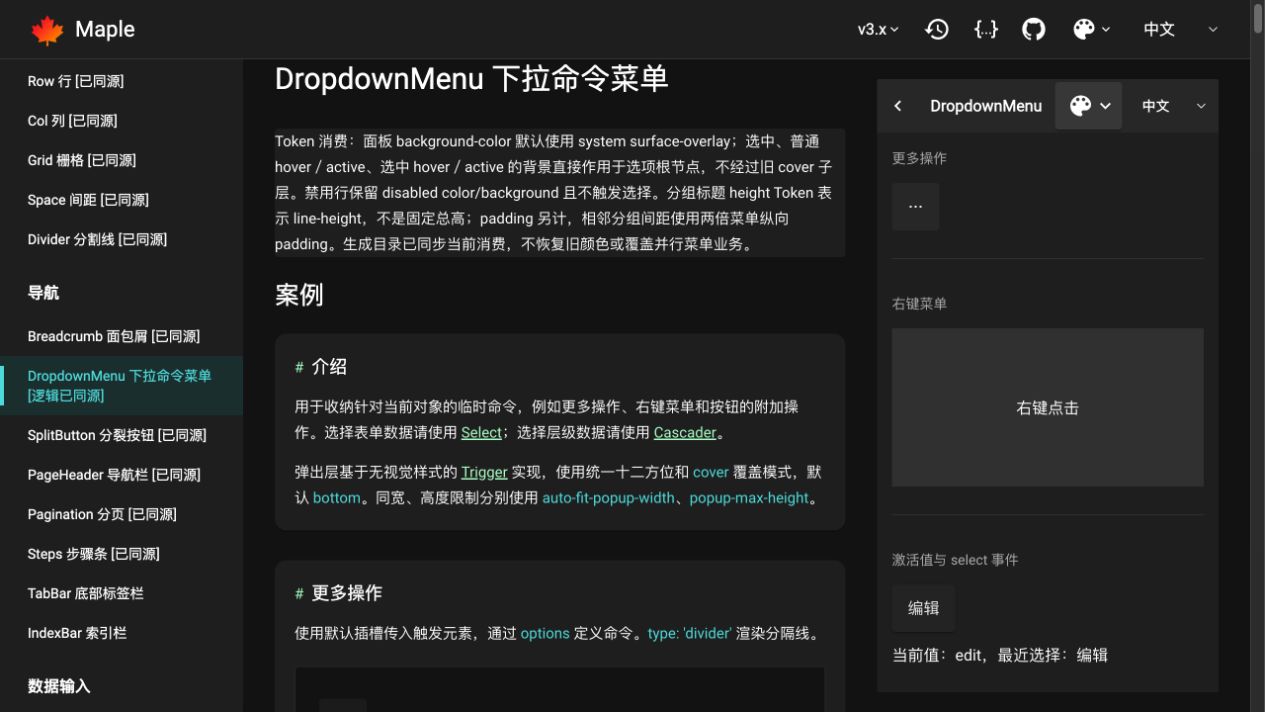 Maple
v3.x
中文
Row 行 [已同源]
Col 列 [已同源]
Grid 栅格 [已同源]
Space 间距 [已同源]
Divider 分割线 [已同源]
导航
Breadcrumb 面包屑 [已同源]
DropdownMenu 下拉命令菜单
[逻辑已同源]
SplitButton 分裂按钮 [已同源]
PageHeader 导航栏 [已同源]
Pagination 分页 [已同源]
Steps 步骤条 [已同源]
TabBar 底部标签栏
IndexBar 索引栏
数据输入
DropdownMenu 下拉命令菜单
Token 消费：面板 background-color 默认使用 system surface-overlay；选中、普通
hover / active、选中 hover / active 的背景直接作用于选项根节点，不经过旧 cover 子
层。禁用行保留 disabled color/background 且不触发选择。分组标题 height Token 表
示 line-height，不是固定总高；padding 另计，相邻分组间距使用两倍菜单纵向
padding。生成目录已同步当前消费，不恢复旧颜色或覆盖并行菜单业务。
案例
# 介绍
用于收纳针对当前对象的临时命令，例如更多操作、右键菜单和按钮的附加操
作。选择表单数据请使用 Select；选择层级数据请使用 Cascader。
弹出层基于无视觉样式的 Trigger 实现，使用统一十二方位和 cover 覆盖模式，默
认 bottom。同宽、高度限制分别使用 auto-fit-popup-width、popup-max-height。
# 更多操作
使用默认插槽传入触发元素，通过 options 定义命令。type: 'divider' 渲染分隔线。
DropdownMenu
中文
更多操作
...
右键菜单
右键点击
激活值与 select 事件
编辑
当前值：edit，最近选择：编辑